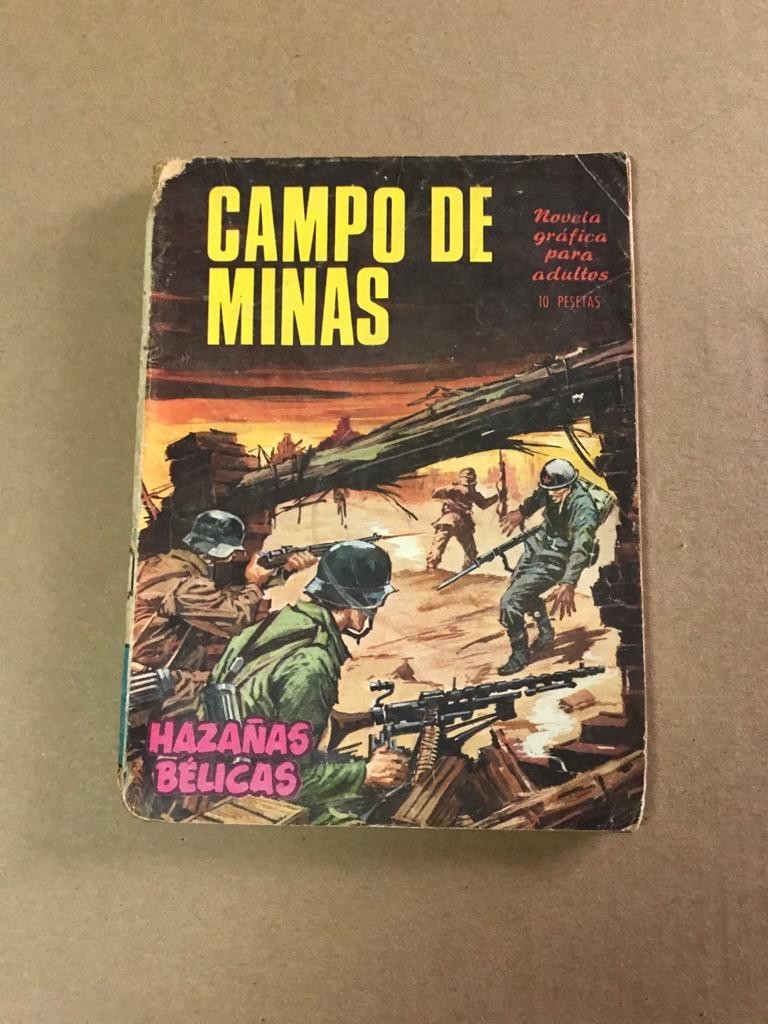 CAMPO DE
MINAS
Novela
gráfica
para
adultos
10 PESETAS
HAZAÑAS
BÉLICAS